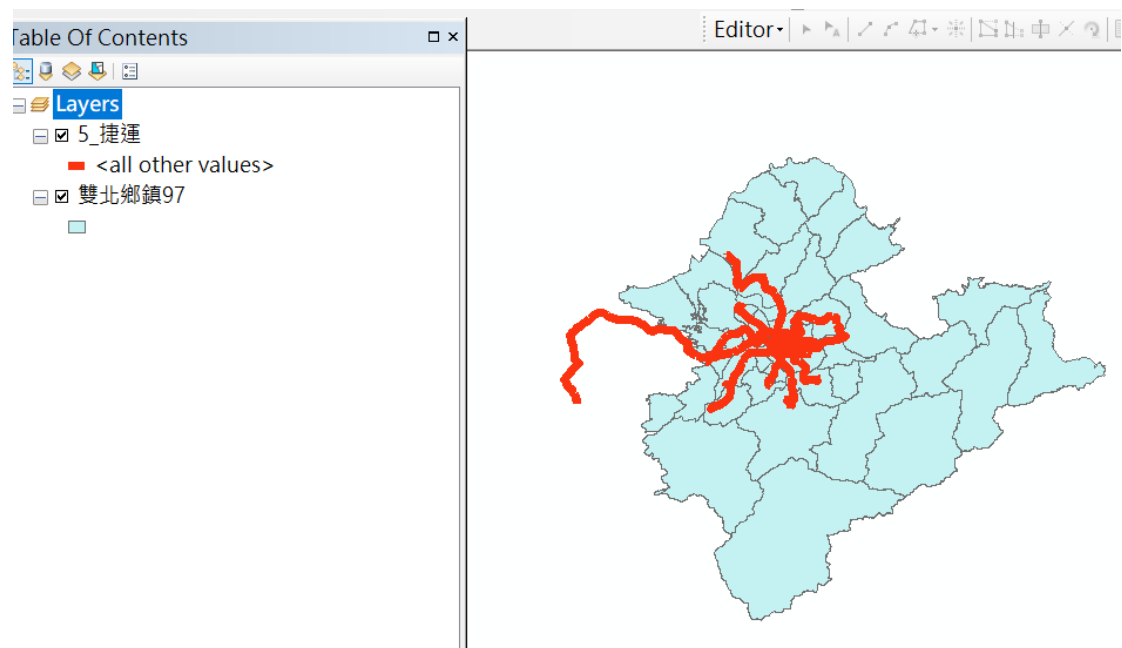 Table Of Contents
Editor
Layers
5_捷運
<all other values>
雙北鄉鎮97